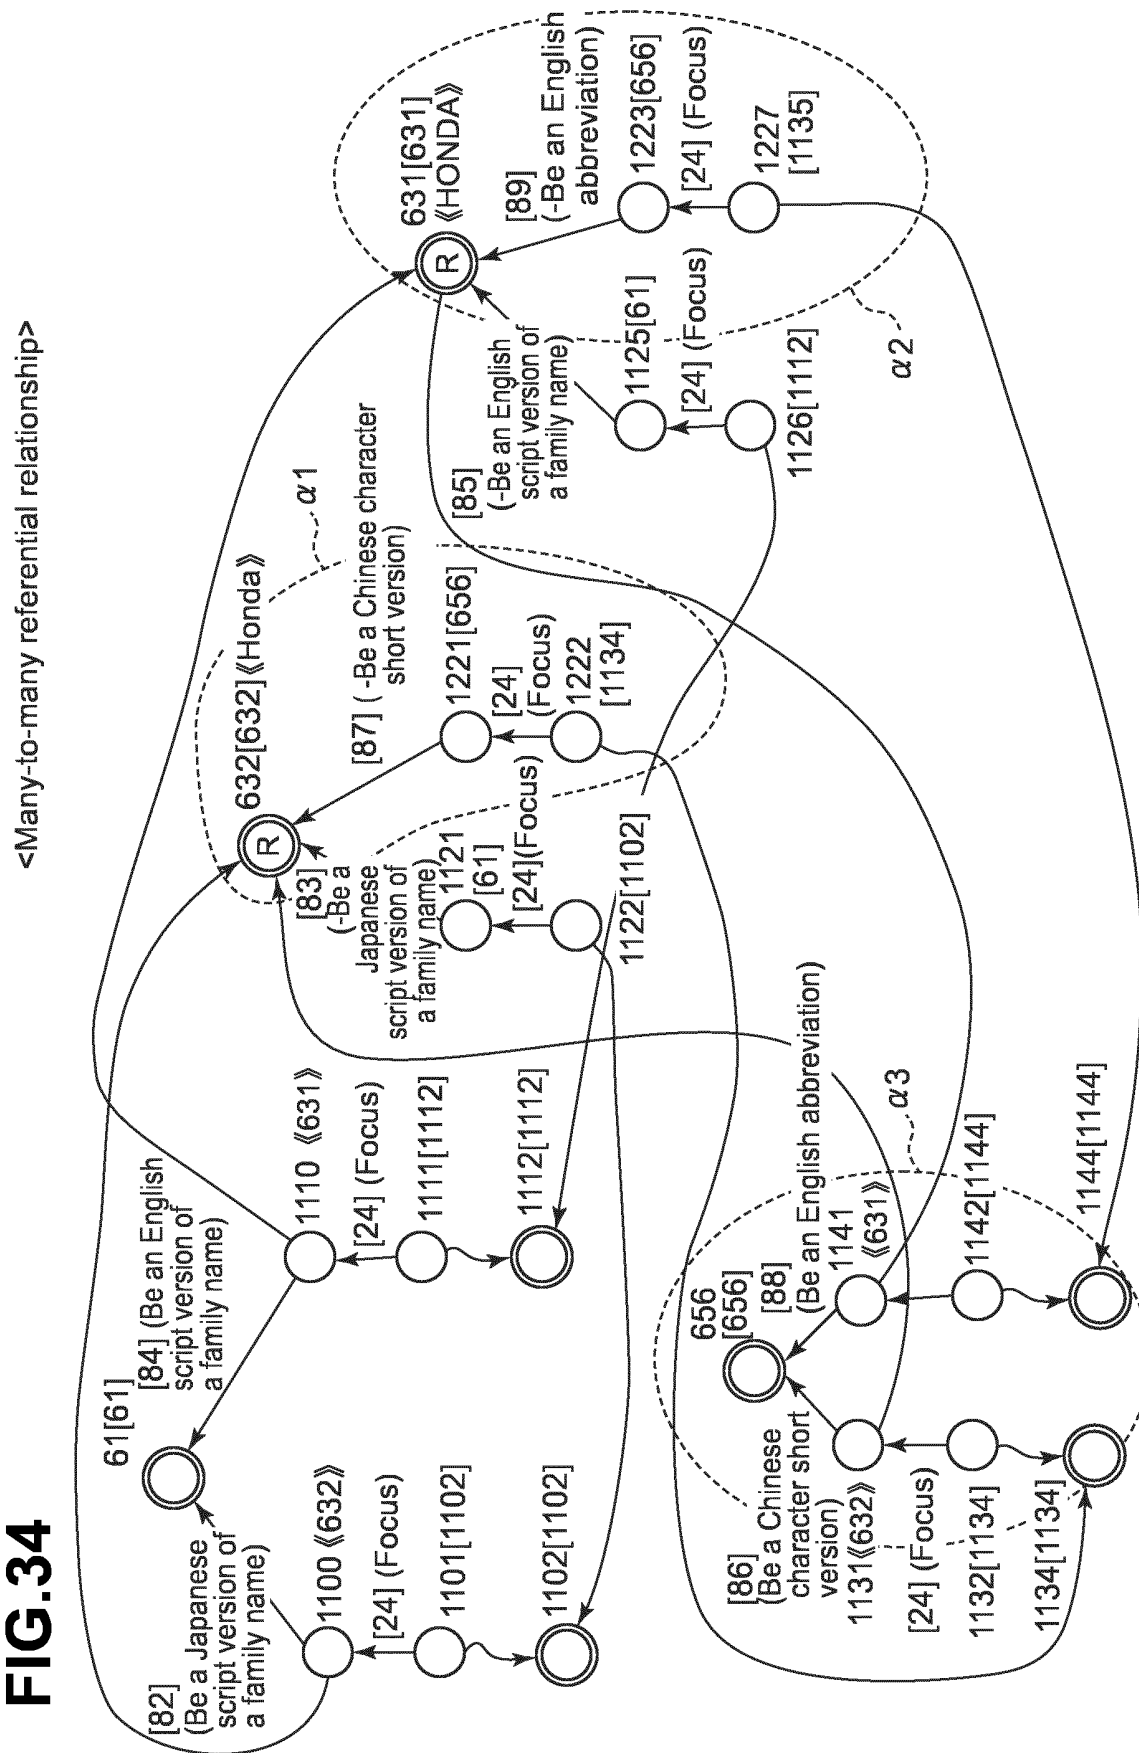 FIG.34
<Many-to-many referential relationship>
61[61]
[82]
(Be a Japanese
script version of
a family name)
[84] (Be an English
script version of
a family name)
1100 《632》
[24] (Focus)
1101[1102]
1102[1102]
1110 《631》
[24] (Focus)
1111[1112]
1112[1112]
632[632]《Honda》
R
α1
[83]
(-Be a
Japanese
script version of
a family name)
[87] (-Be a Chinese character
short version)
1121
[61]
[24](Focus)
1122[1102]
1221[656]
[24]
(Focus)
1222
[1134]
631[631]
《HONDA》
R
[85]
(-Be an English
script version of
a family name)
[89]
(-Be an English
abbreviation)
1125[61]
[24] (Focus)
1126[1112]
1223[656]
[24] (Focus)
1227
[1135]
α2
656
[656]
[86]
(Be a Chinese
character short
version)
[88]
(Be an English abbreviation)
1131《632》
[24] (Focus)
1132[1134]
1134[1134]
1141
《631》
1142[1144]
1144[1144]
α3